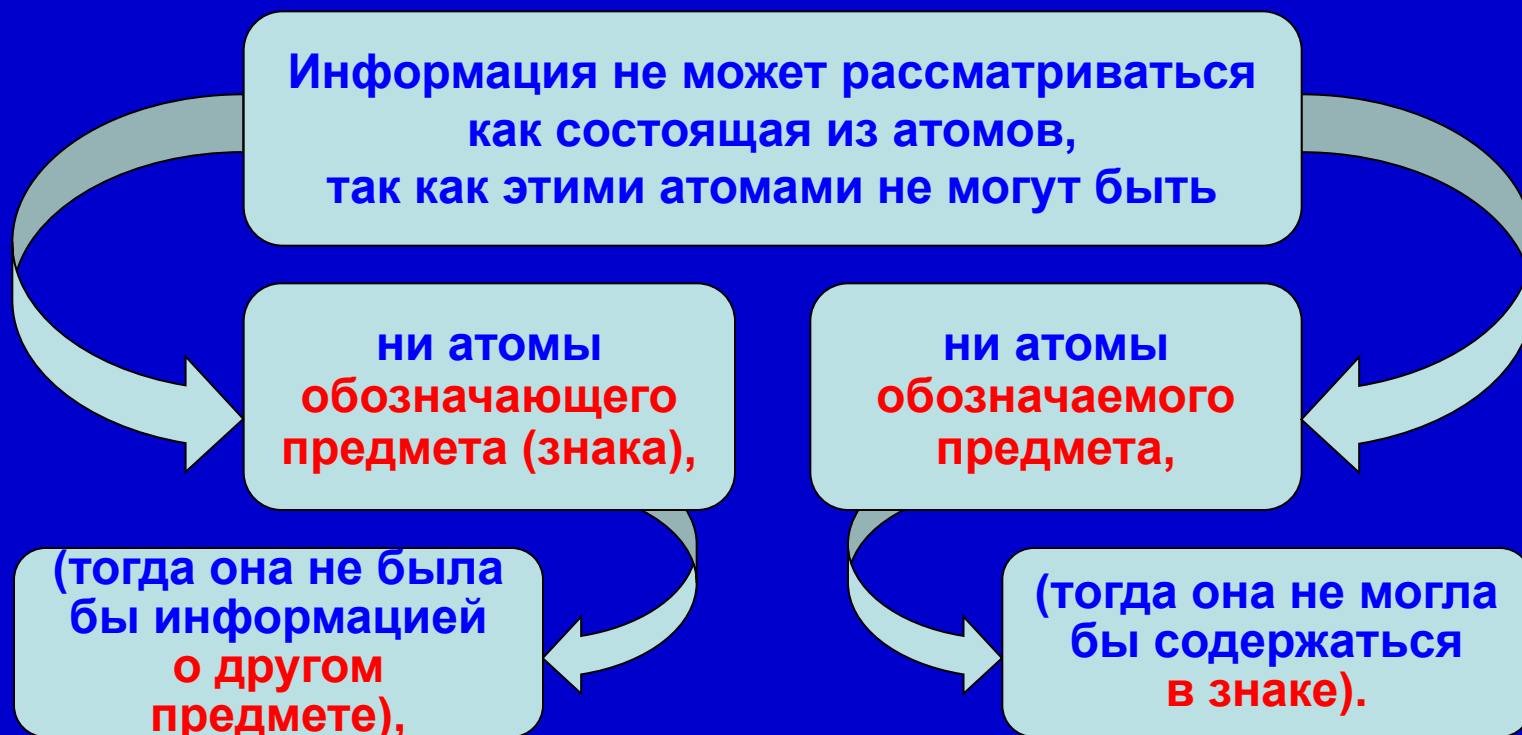 Информация не может рассматриваться
как состоящая из атомов,
так как этими атомами не могут быть
ни атомы
обозначающего
предмета (знака),
ни атомы
обозначаемого
предмета,
(тогда она не была
бы информацией
о другом
предмете),
(тогда она не могла
бы содержаться
в знаке).